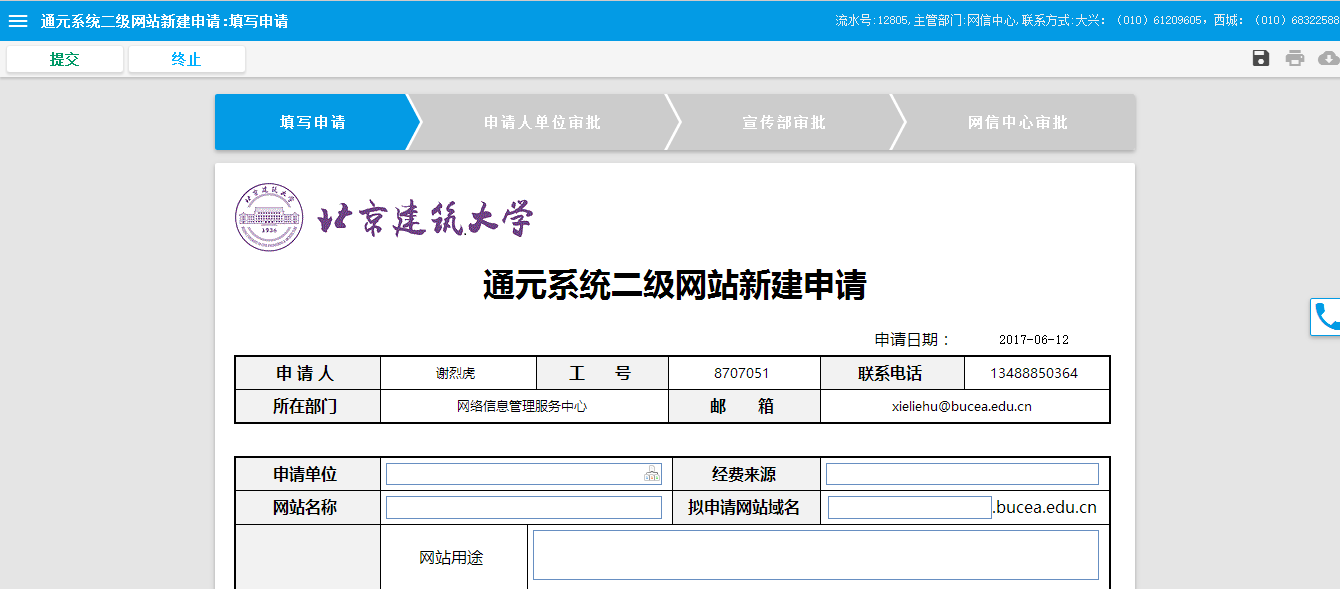 通元系统二级网站新建申请:填写申请
流水号:12805,主管部门:网信中心,联系方式:大兴：（010）61209605，西城：（010）68322588
提交 终止
填写申请 申请人单位审批 宣传部审批 网信中心审批
北京建筑大学
1936
通元系统二级网站新建申请
申请日期： 2017-06-12
申 请 人 谢烈虎 工 号 8707051 联系电话 13488850364
所在部门 网络信息管理服务中心 邮 箱 xieliehu@bucea.edu.cn
申请单位 经费来源
网站名称 拟申请网站域名 .bucea.edu.cn
网站用途